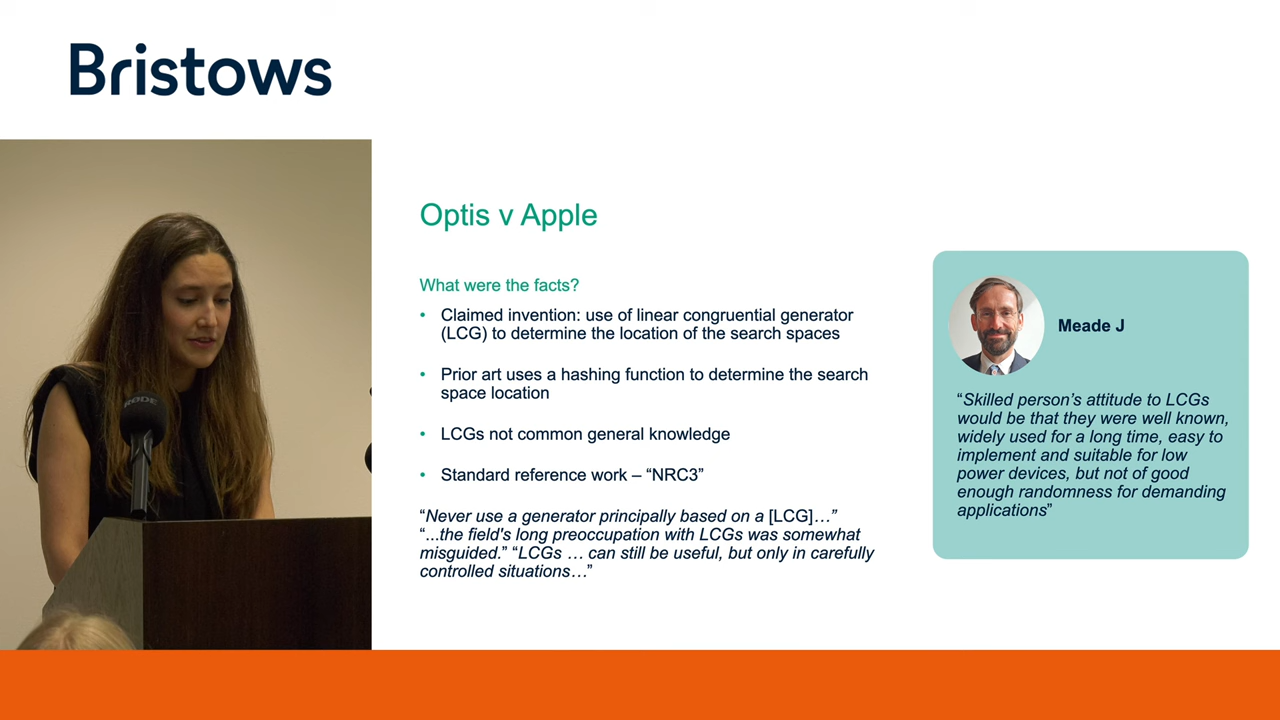 Bristows
Optis v Apple
What were the facts?
• Claimed invention: use of linear congruential generator
(LCG) to determine the location of the search spaces
• Prior art uses a hashing function to determine the search
space location
• LCGs not common general knowledge
• Standard reference work – “NRC3”
“Never use a generator principally based on a [LCG]…”
“...the field's long preoccupation with LCGs was somewhat
misguided.” “LCGs … can still be useful, but only in carefully
controlled situations…”
Meade J
“Skilled person’s attitude to LCGs
would be that they were well known,
widely used for a long time, easy to
implement and suitable for low
power devices, but not of good
enough randomness for demanding
applications”
RØDE